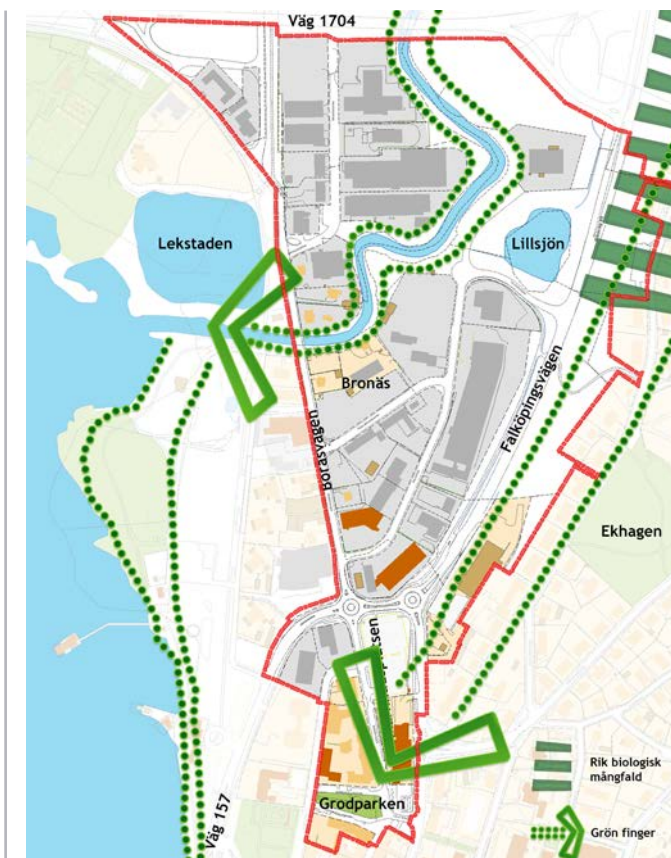 Väg 1704
Lekstaden
Lillsjön
Bronäs
Boråsvägen
Falköpingsvägen
Ekhagen
Grodparken
Väg 157
Rik biologisk
mångfald
Grön finger